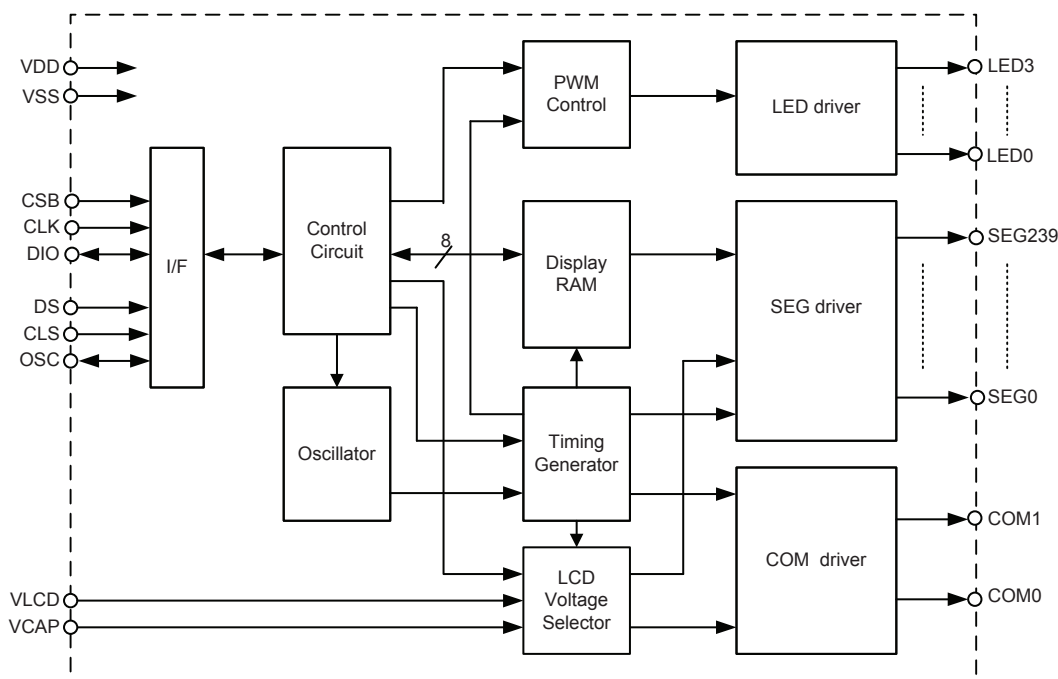 VDD
VSS
CSB
CLK
DIO
DS
CLS
OSC
VLCD
VCAP
I/F
Control
Circuit
Oscillator
8
PWM
Control
Display
RAM
Timing
Generator
LCD
Voltage
Selector
LED driver
SEG driver
COM driver
LED3
LED0
SEG239
SEG0
COM1
COM0